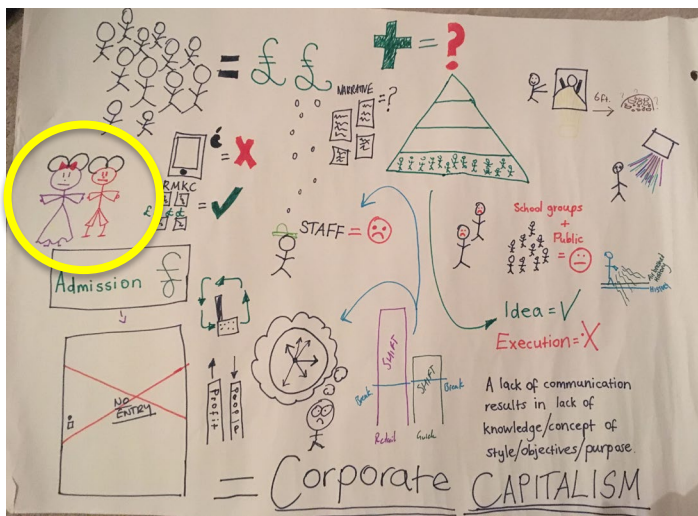 = £ £
+ = ?
NARRATIVE
= ?
6ft.
= X
RMKC
= ✓
STAFF =
School groups
+
Public
=
Admission £
Idea = ✓
Execution = X
NO
ENTRY
Profit
People
SHIFT
SHIFT
Break
Break
Retail
Guide
A lack of communication
results in lack of
knowledge/concept of
style/objectives/purpose.
= Corporate CAPITALISM